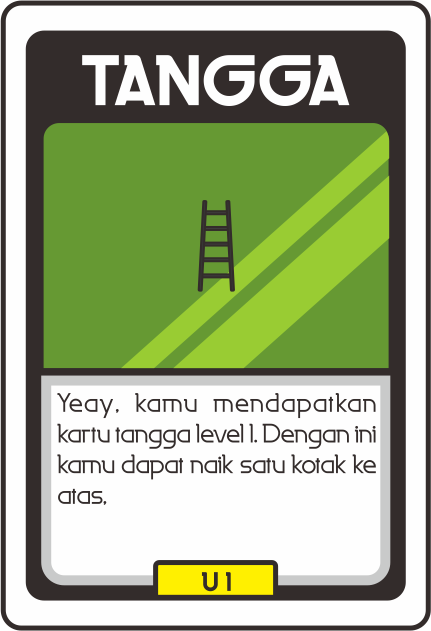 TANGGA
Yeay, kamu mendapatkan
kartu tangga level 1. Dengan ini
kamu dapat naik satu kotak ke
atas,
U1